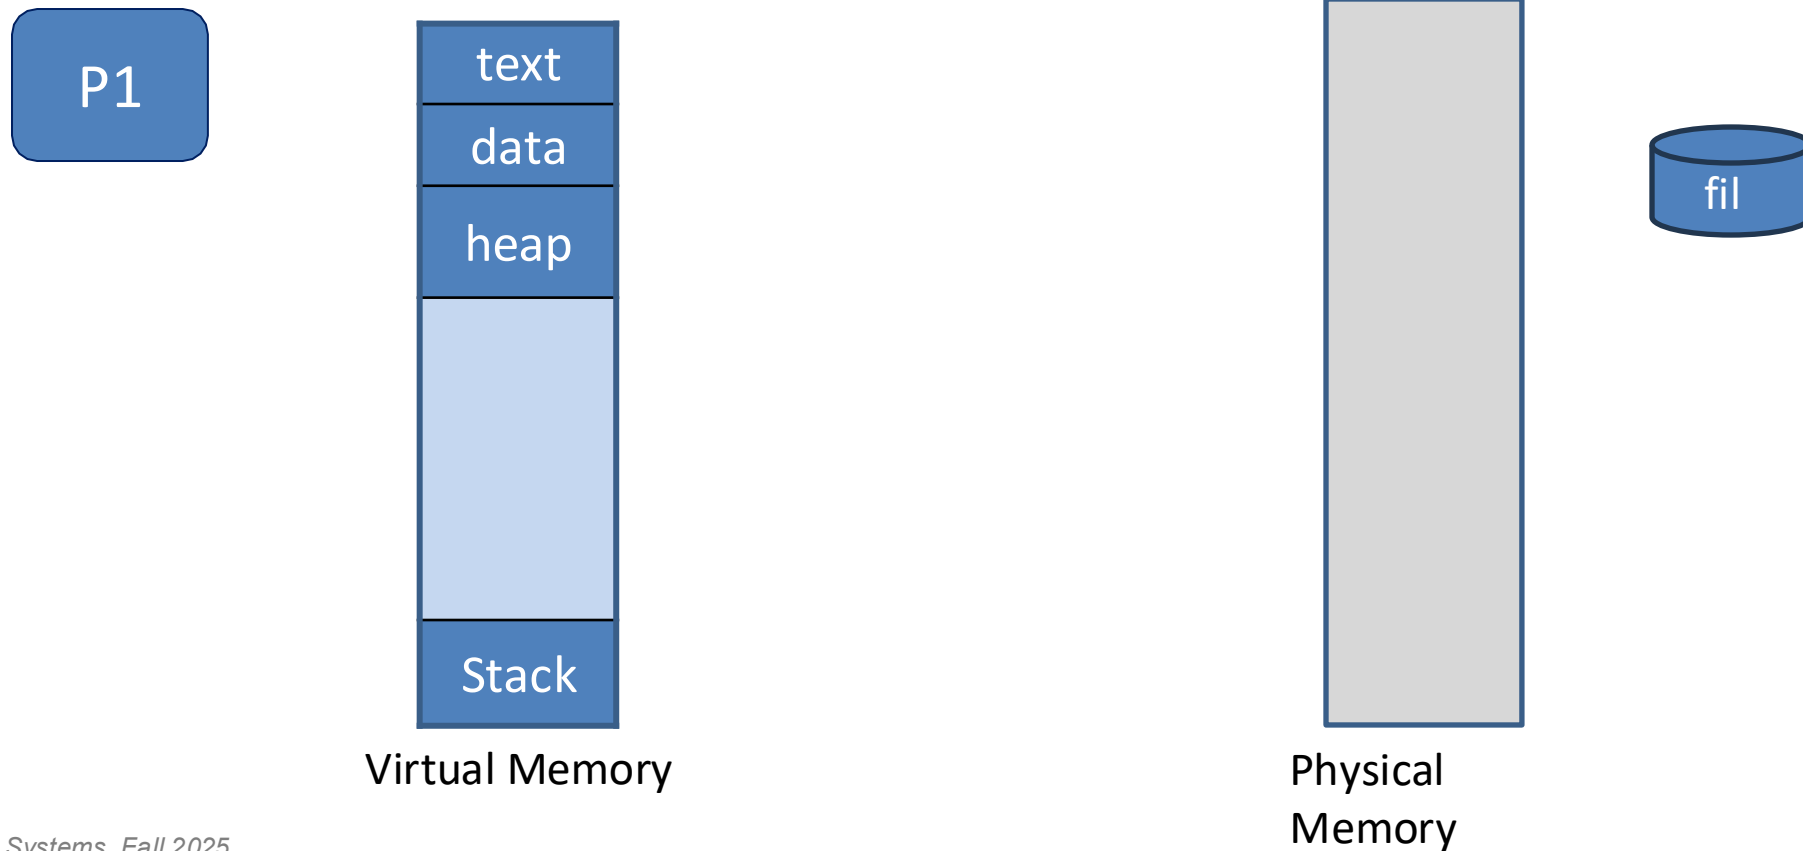 P1
text
data
heap
Stack
Virtual Memory
Physical
Memory
fil
Systems, Fall 2025